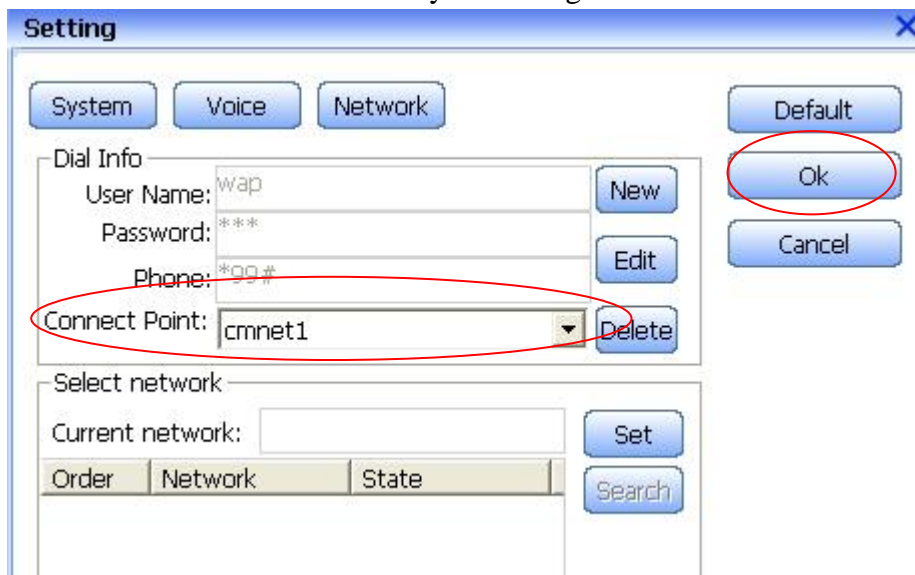 Setting
System Voice Network
Default
Dial Info
Ok
User Name: wap
New
Password: ***
Cancel
Edit
Phone: *99#
Connect Point: cmnet1
Delete
Select network
Current network:
Set
Order Network State
Search